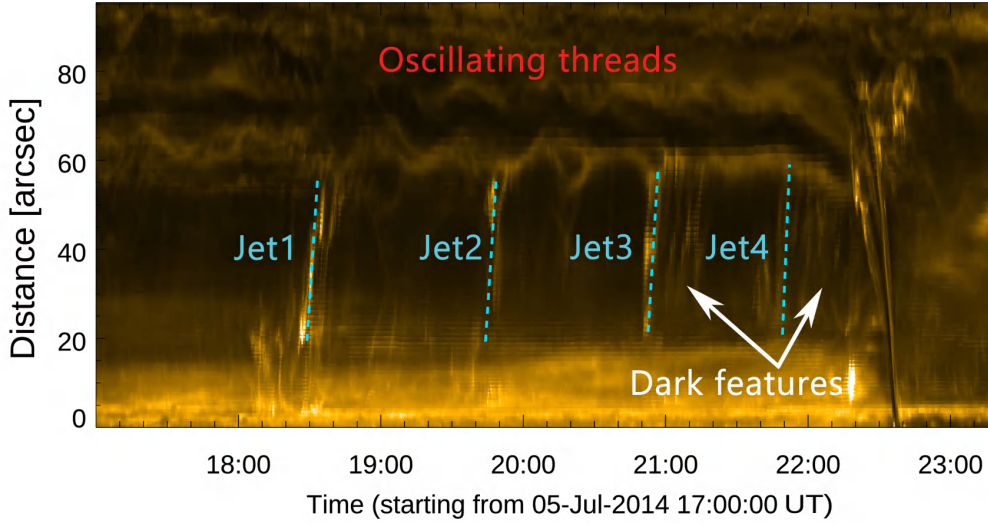 Oscillating threads
Distance [arcsec]
80
60
40
20
0
Jet1
Jet2
Jet3
Jet4
Dark features
18:00 19:00 20:00 21:00 22:00 23:00
Time (starting from 05-Jul-2014 17:00:00 UT)